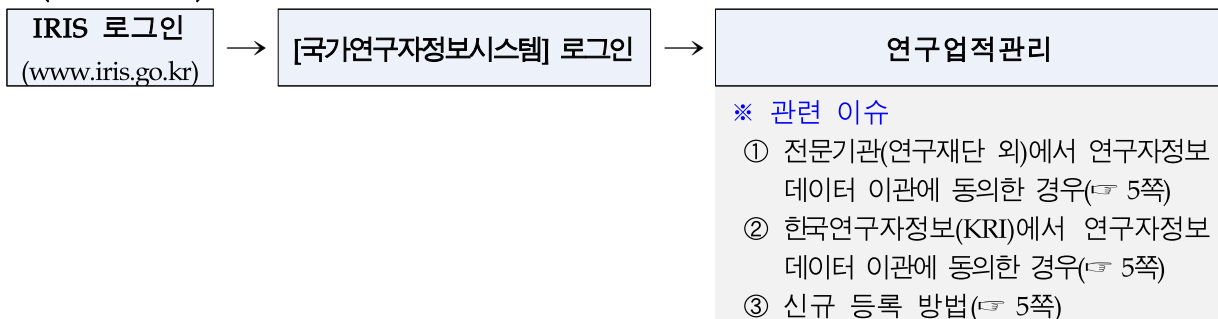 IRIS 로그인
(www.iris.go.kr)
→
[국가연구자정보시스템] 로그인
→
연구업적관리
※ 관련 이슈
① 전문기관(연구재단 외)에서 연구자정보
데이터 이관에 동의한 경우(☞ 5쪽)
② 한국연구자정보(KRI)에서 연구자정보
데이터 이관에 동의한 경우(☞ 5쪽)
③ 신규 등록 방법(☞ 5쪽)